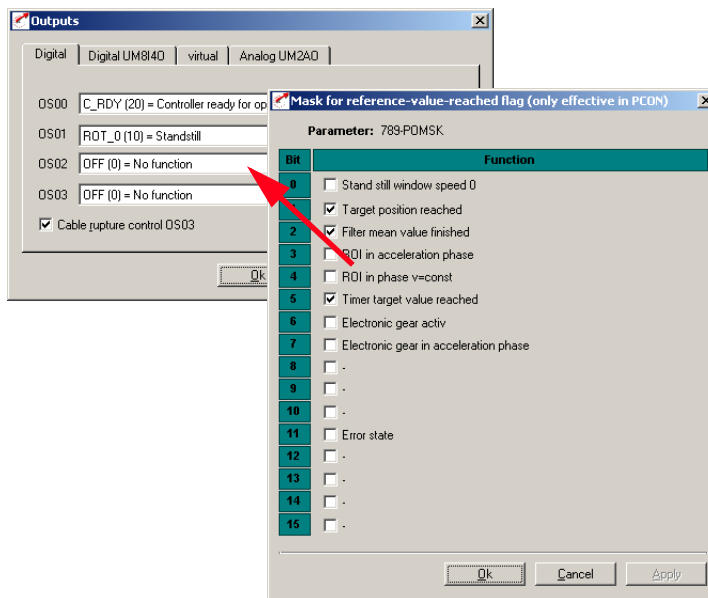 Outputs
Digital Digital UM8I4O virtual Analog UM2AO
OS00 C_RDY (20) = Controller ready for op
OS01 ROT_0 (10) = Standstill
OS02 OFF (0) = No function
OS03 OFF (0) = No function
Cable rupture control OS03
Ok
Mask for reference-value-reached flag (only effective in PCON)
Parameter: 789-POMSK
Bit Function
0 Stand still window speed 0
1 Target position reached
2 Filter mean value finished
3 ROI in acceleration phase
4 ROI in phase v=const
5 Timer target value reached
6 Electronic gear activ
7 Electronic gear in acceleration phase
8 -
9 -
10 -
11 Error state
12 -
13 -
14 -
15 -
Ok Cancel Apply